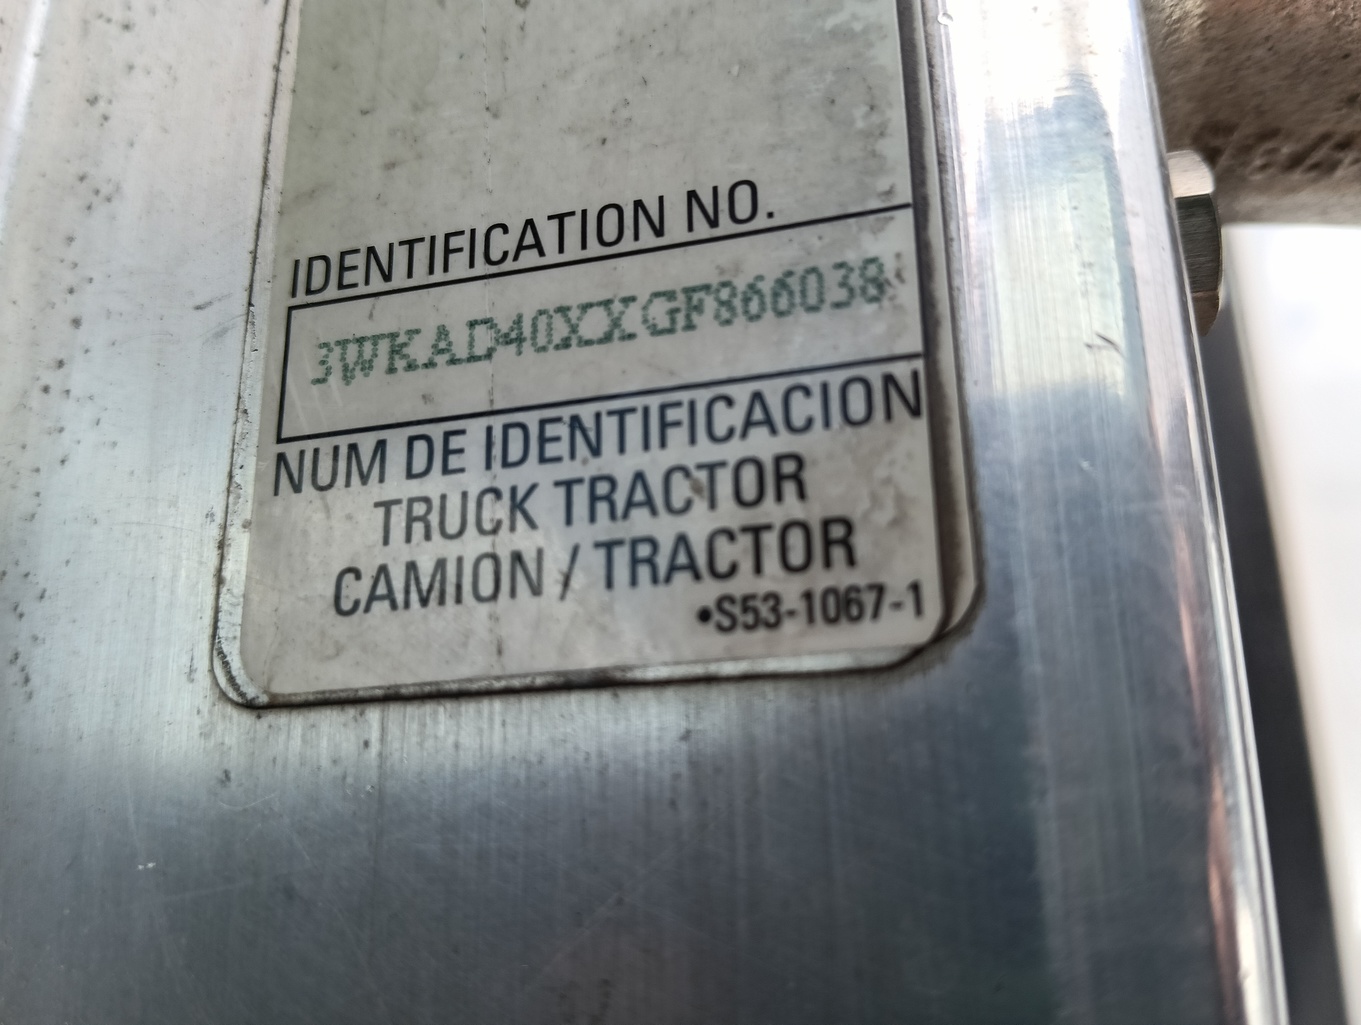 IDENTIFICATION NO.
3WKAD40XXGF866038
NUM DE IDENTIFICACION
TRUCK TRACTOR
CAMION / TRACTOR
•S53-1067-1